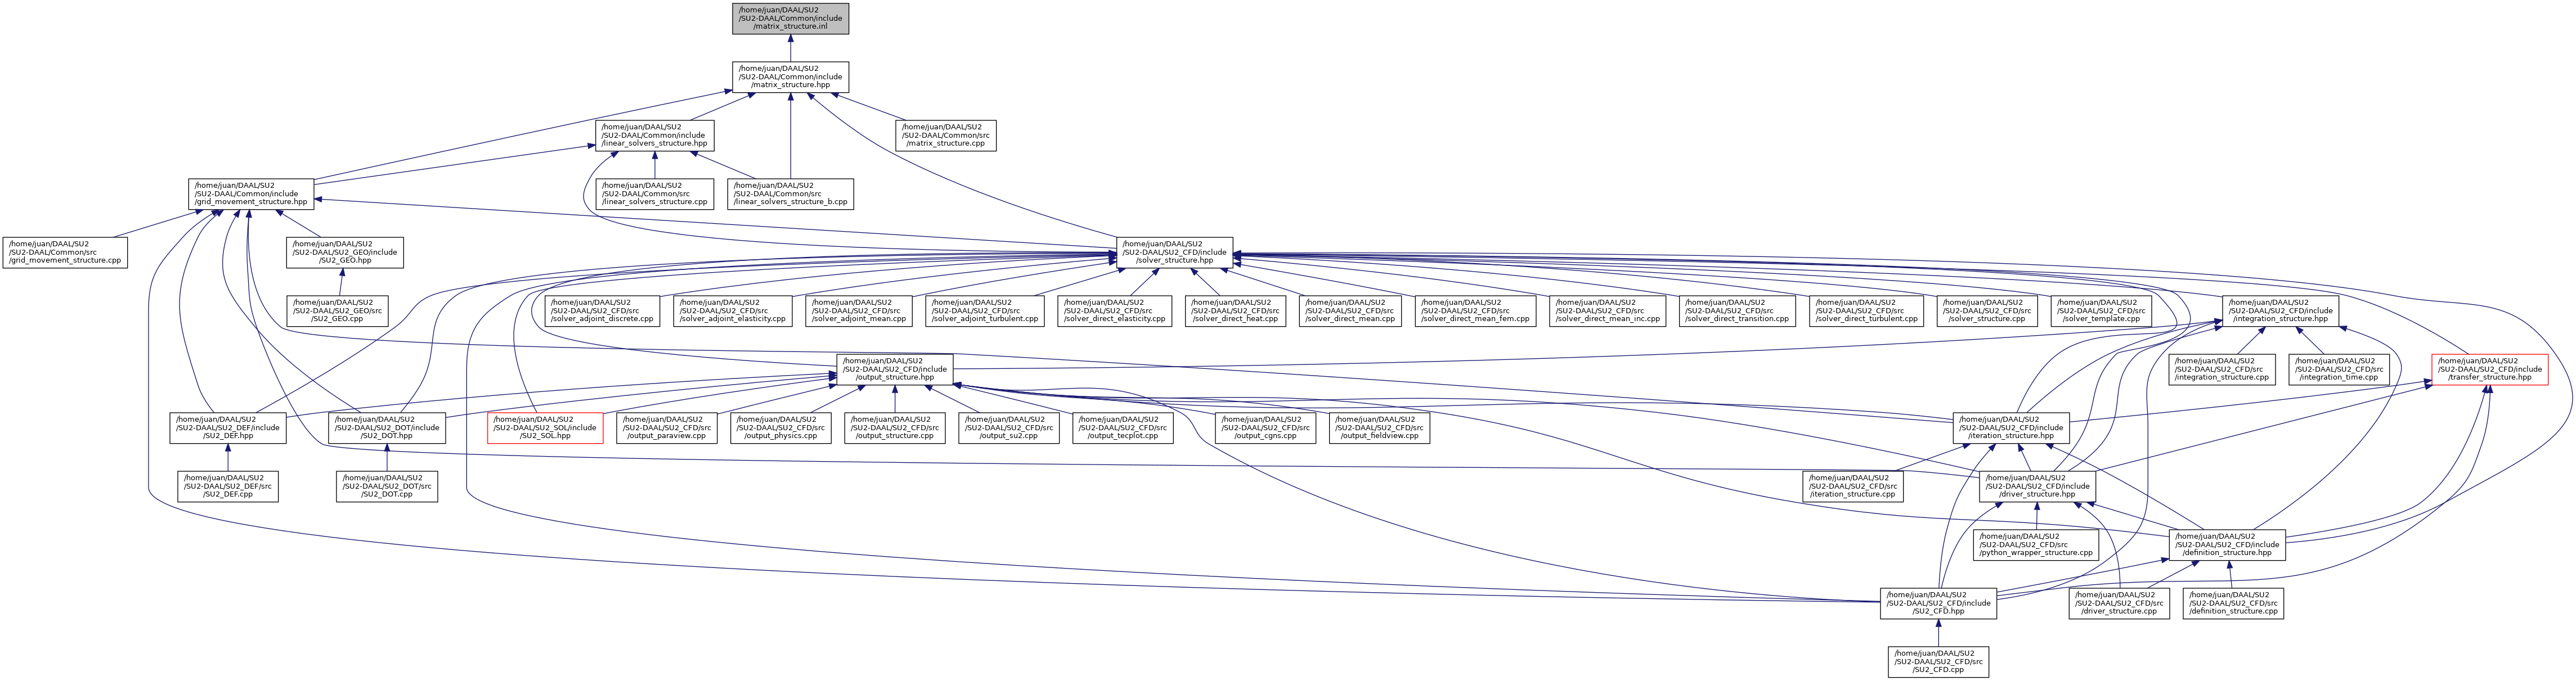 /home/juan/DAAL/SU2
/SU2-DAAL/Common/include
/matrix_structure.inl
/home/juan/DAAL/SU2
/SU2-DAAL/Common/include
/matrix_structure.hpp
/home/juan/DAAL/SU2
/SU2-DAAL/Common/include
/linear_solvers_structure.hpp
/home/juan/DAAL/SU2
/SU2-DAAL/Common/src
/matrix_structure.cpp
/home/juan/DAAL/SU2
/SU2-DAAL/Common/include
/grid_movement_structure.hpp
/home/juan/DAAL/SU2
/SU2-DAAL/Common/src
/linear_solvers_structure.cpp
/home/juan/DAAL/SU2
/SU2-DAAL/Common/src
/linear_solvers_structure_b.cpp
/home/juan/DAAL/SU2
/SU2-DAAL/Common/src
/grid_movement_structure.cpp
/home/juan/DAAL/SU2
/SU2-DAAL/SU2_GEO/include
/SU2_GEO.hpp
/home/juan/DAAL/SU2
/SU2-DAAL/SU2_CFD/include
/solver_structure.hpp
/home/juan/DAAL/SU2
/SU2-DAAL/SU2_GEO/src
/SU2_GEO.cpp
/home/juan/DAAL/SU2
/SU2-DAAL/SU2_CFD/src
/solver_adjoint_discrete.cpp
/home/juan/DAAL/SU2
/SU2-DAAL/SU2_CFD/src
/solver_adjoint_elasticity.cpp
/home/juan/DAAL/SU2
/SU2-DAAL/SU2_CFD/src
/solver_adjoint_mean.cpp
/home/juan/DAAL/SU2
/SU2-DAAL/SU2_CFD/src
/solver_adjoint_turbulent.cpp
/home/juan/DAAL/SU2
/SU2-DAAL/SU2_CFD/src
/solver_direct_elasticity.cpp
/home/juan/DAAL/SU2
/SU2-DAAL/SU2_CFD/src
/solver_direct_heat.cpp
/home/juan/DAAL/SU2
/SU2-DAAL/SU2_CFD/src
/solver_direct_mean.cpp
/home/juan/DAAL/SU2
/SU2-DAAL/SU2_CFD/src
/solver_direct_mean_fem.cpp
/home/juan/DAAL/SU2
/SU2-DAAL/SU2_CFD/src
/solver_direct_mean_inc.cpp
/home/juan/DAAL/SU2
/SU2-DAAL/SU2_CFD/src
/solver_direct_transition.cpp
/home/juan/DAAL/SU2
/SU2-DAAL/SU2_CFD/src
/solver_direct_turbulent.cpp
/home/juan/DAAL/SU2
/SU2-DAAL/SU2_CFD/src
/solver_structure.cpp
/home/juan/DAAL/SU2
/SU2-DAAL/SU2_CFD/src
/solver_template.cpp
/home/juan/DAAL/SU2
/SU2-DAAL/SU2_CFD/include
/integration_structure.hpp
/home/juan/DAAL/SU2
/SU2-DAAL/SU2_CFD/include
/output_structure.hpp
/home/juan/DAAL/SU2
/SU2-DAAL/SU2_CFD/src
/integration_structure.cpp
/home/juan/DAAL/SU2
/SU2-DAAL/SU2_CFD/src
/integration_time.cpp
/home/juan/DAAL/SU2
/SU2-DAAL/SU2_CFD/include
/transfer_structure.hpp
/home/juan/DAAL/SU2
/SU2-DAAL/SU2_DEF/include
/SU2_DEF.hpp
/home/juan/DAAL/SU2
/SU2-DAAL/SU2_DOT/include
/SU2_DOT.hpp
/home/juan/DAAL/SU2
/SU2-DAAL/SU2_SOL/include
/SU2_SOL.hpp
/home/juan/DAAL/SU2
/SU2-DAAL/SU2_CFD/src
/output_paraview.cpp
/home/juan/DAAL/SU2
/SU2-DAAL/SU2_CFD/src
/output_physics.cpp
/home/juan/DAAL/SU2
/SU2-DAAL/SU2_CFD/src
/output_structure.cpp
/home/juan/DAAL/SU2
/SU2-DAAL/SU2_CFD/src
/output_su2.cpp
/home/juan/DAAL/SU2
/SU2-DAAL/SU2_CFD/src
/output_tecplot.cpp
/home/juan/DAAL/SU2
/SU2-DAAL/SU2_CFD/src
/output_cgns.cpp
/home/juan/DAAL/SU2
/SU2-DAAL/SU2_CFD/src
/output_fieldview.cpp
/home/juan/DAAL/SU2
/SU2-DAAL/SU2_CFD/include
/iteration_structure.hpp
/home/juan/DAAL/SU2
/SU2-DAAL/SU2_DEF/src
/SU2_DEF.cpp
/home/juan/DAAL/SU2
/SU2-DAAL/SU2_DOT/src
/SU2_DOT.cpp
/home/juan/DAAL/SU2
/SU2-DAAL/SU2_CFD/src
/iteration_structure.cpp
/home/juan/DAAL/SU2
/SU2-DAAL/SU2_CFD/include
/driver_structure.hpp
/home/juan/DAAL/SU2
/SU2-DAAL/SU2_CFD/src
/python_wrapper_structure.cpp
/home/juan/DAAL/SU2
/SU2-DAAL/SU2_CFD/include
/definition_structure.hpp
/home/juan/DAAL/SU2
/SU2-DAAL/SU2_CFD/include
/SU2_CFD.hpp
/home/juan/DAAL/SU2
/SU2-DAAL/SU2_CFD/src
/driver_structure.cpp
/home/juan/DAAL/SU2
/SU2-DAAL/SU2_CFD/src
/definition_structure.cpp
/home/juan/DAAL/SU2
/SU2-DAAL/SU2_CFD/src
/SU2_CFD.cpp